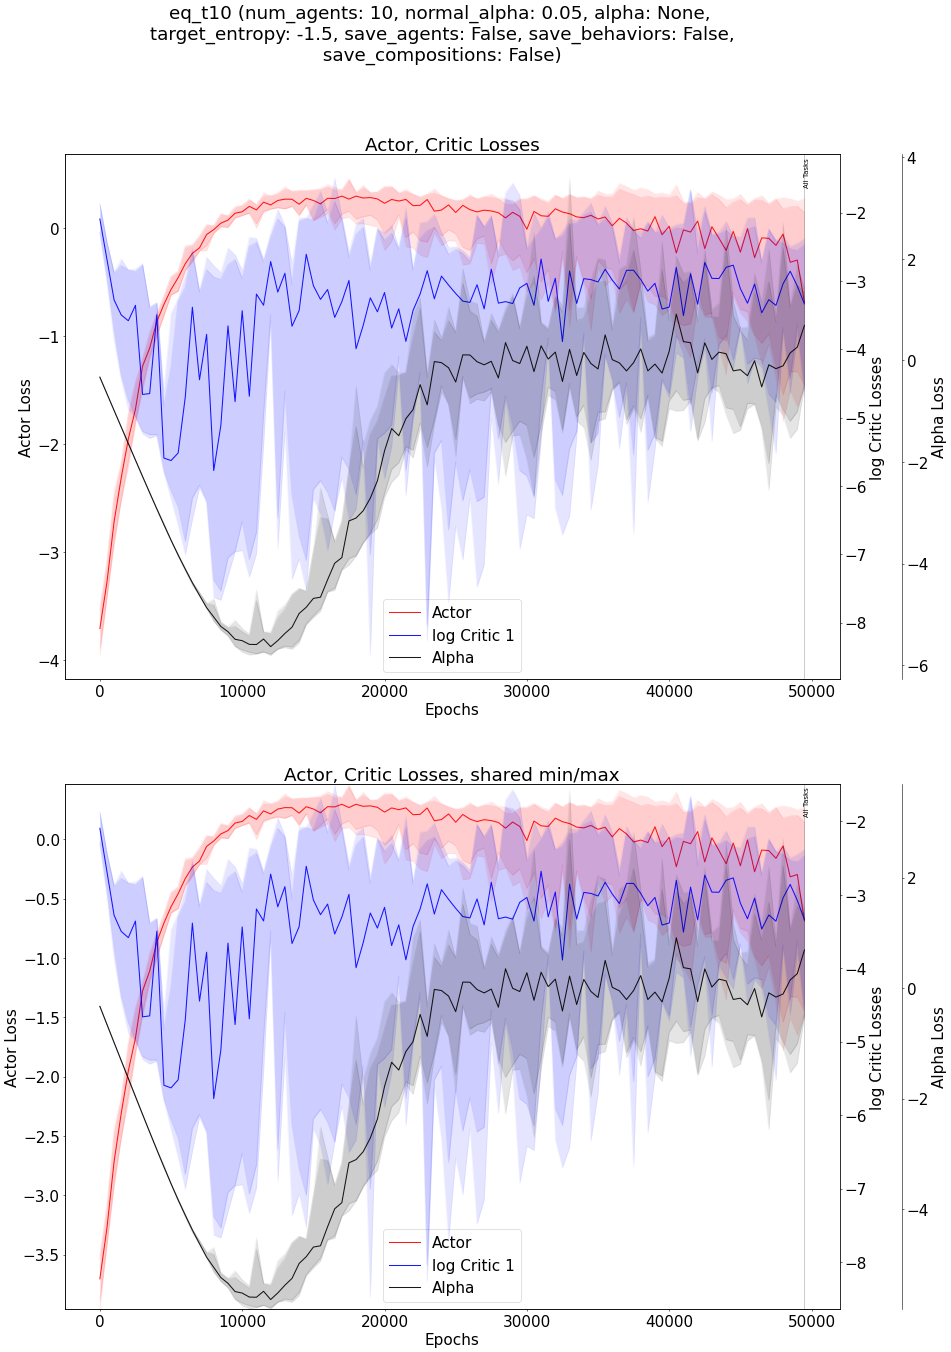 eq_t10 (num_agents: 10, normal_alpha: 0.05, alpha: None,
target_entropy: -1.5, save_agents: False, save_behaviors: False,
save_compositions: False)
Actor, Critic Losses
Actor Loss
0
−1
−2
−3
−4
All Tasks
−2
−3
−4
−5
−6
−7
−8
log Critic Losses
4
2
0
−2
−4
−6
Alpha Loss
Actor
log Critic 1
Alpha
0
10000
20000
30000
40000
50000
Epochs
Actor, Critic Losses, shared min/max
Actor Loss
0.0
−0.5
−1.0
−1.5
−2.0
−2.5
−3.0
−3.5
All Tasks
−2
−3
−4
−5
−6
−7
−8
log Critic Losses
2
0
−2
−4
Alpha Loss
Actor
log Critic 1
Alpha
0
10000
20000
30000
40000
50000
Epochs